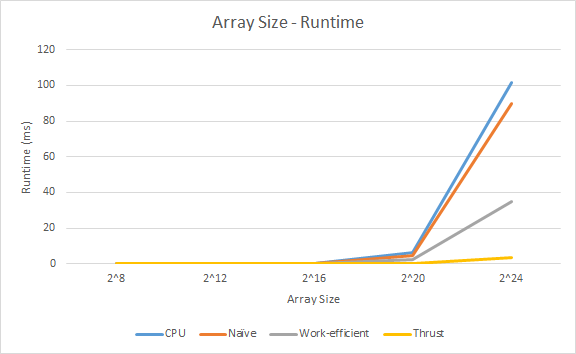 Array Size - Runtime
120
100
80
60
40
20
0
Runtime (ms)
2^8 2^12 2^16 2^20 2^24
Array Size
CPU Naïve Work-efficient Thrust